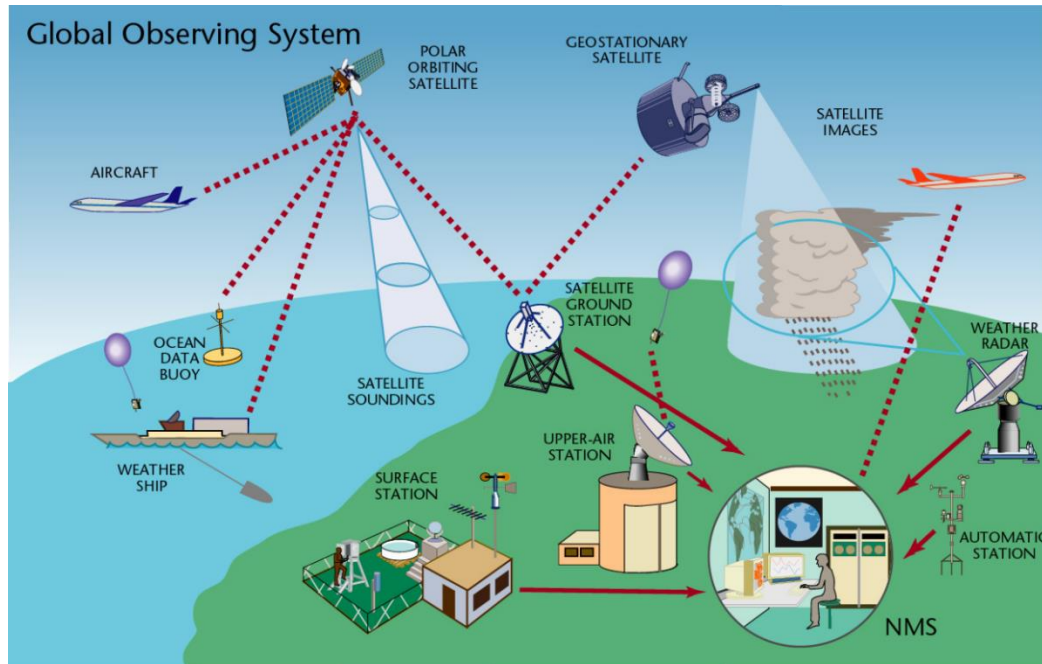 Global Observing System
POLAR
ORBITING
SATELLITE
GEOSTATIONARY
SATELLITE
SATELLITE
IMAGES
AIRCRAFT
OCEAN
DATA
BUOY
SATELLITE
SOUNDINGS
SATELLITE
GROUND
STATION
WEATHER
RADAR
WEATHER
SHIP
UPPER-AIR
STATION
SURFACE
STATION
AUTOMATIC
STATION
NMS